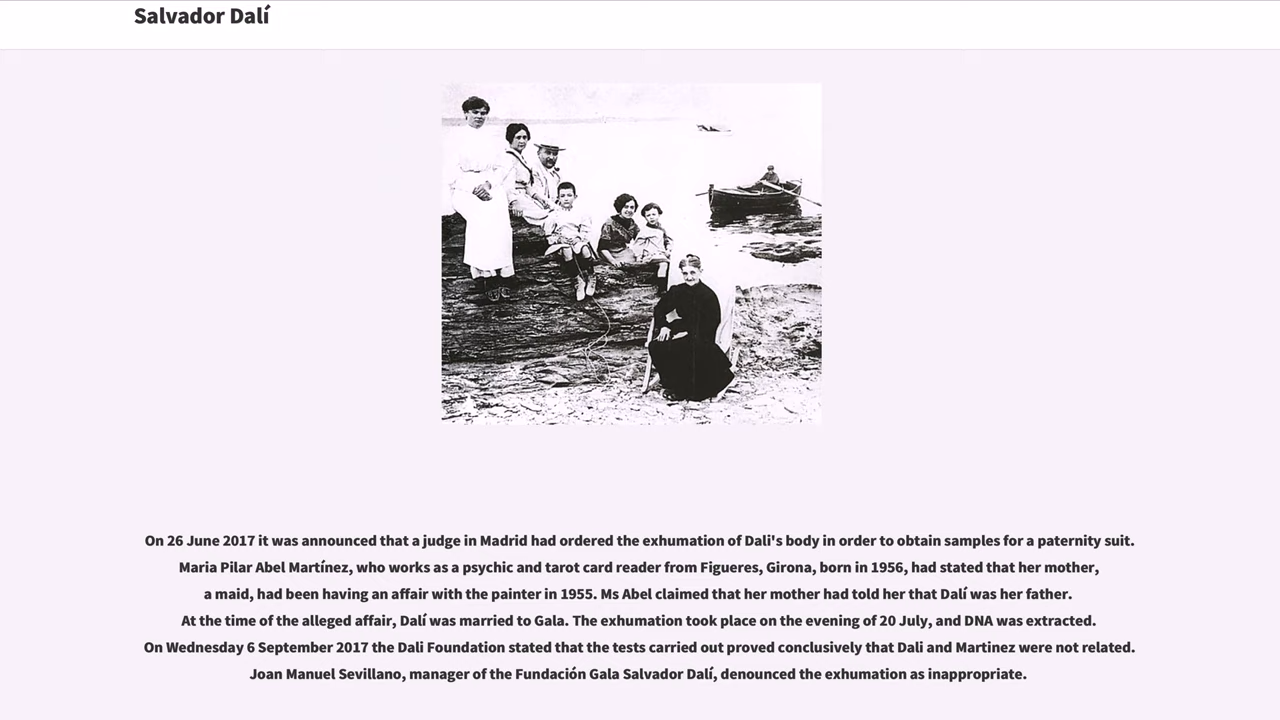 Salvador Dalí
On 26 June 2017 it was announced that a judge in Madrid had ordered the exhumation of Dali's body in order to obtain samples for a paternity suit.
Maria Pilar Abel Martínez, who works as a psychic and tarot card reader from Figueres, Girona, born in 1956, had stated that her mother,
a maid, had been having an affair with the painter in 1955. Ms Abel claimed that her mother had told her that Dalí was her father.
At the time of the alleged affair, Dalí was married to Gala. The exhumation took place on the evening of 20 July, and DNA was extracted.
On Wednesday 6 September 2017 the Dali Foundation stated that the tests carried out proved conclusively that Dali and Martinez were not related.
Joan Manuel Sevillano, manager of the Fundación Gala Salvador Dalí, denounced the exhumation as inappropriate.